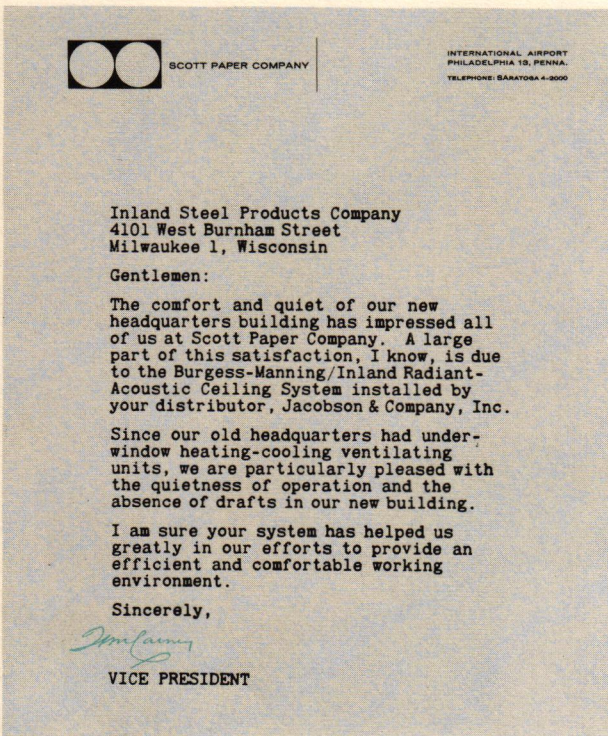 SCOTT PAPER COMPANY
INTERNATIONAL AIRPORT
PHILADELPHIA 13, PENNA.
TELEPHONE: SARATOGA 4-2000
Inland Steel Products Company
4101 West Burnham Street
Milwaukee 1, Wisconsin
Gentlemen:
The comfort and quiet of our new
headquarters building has impressed all
of us at Scott Paper Company. A large
part of this satisfaction, I know, is due
to the Burgess-Manning/Inland Radiant-
Acoustic Ceiling System installed by
your distributor, Jacobson & Company, Inc.
Since our old headquarters had under-
window heating-cooling ventilating
units, we are particularly pleased with
the quietness of operation and the
absence of drafts in our new building.
I am sure your system has helped us
greatly in our efforts to provide an
efficient and comfortable working
environment.
Sincerely,
VICE PRESIDENT